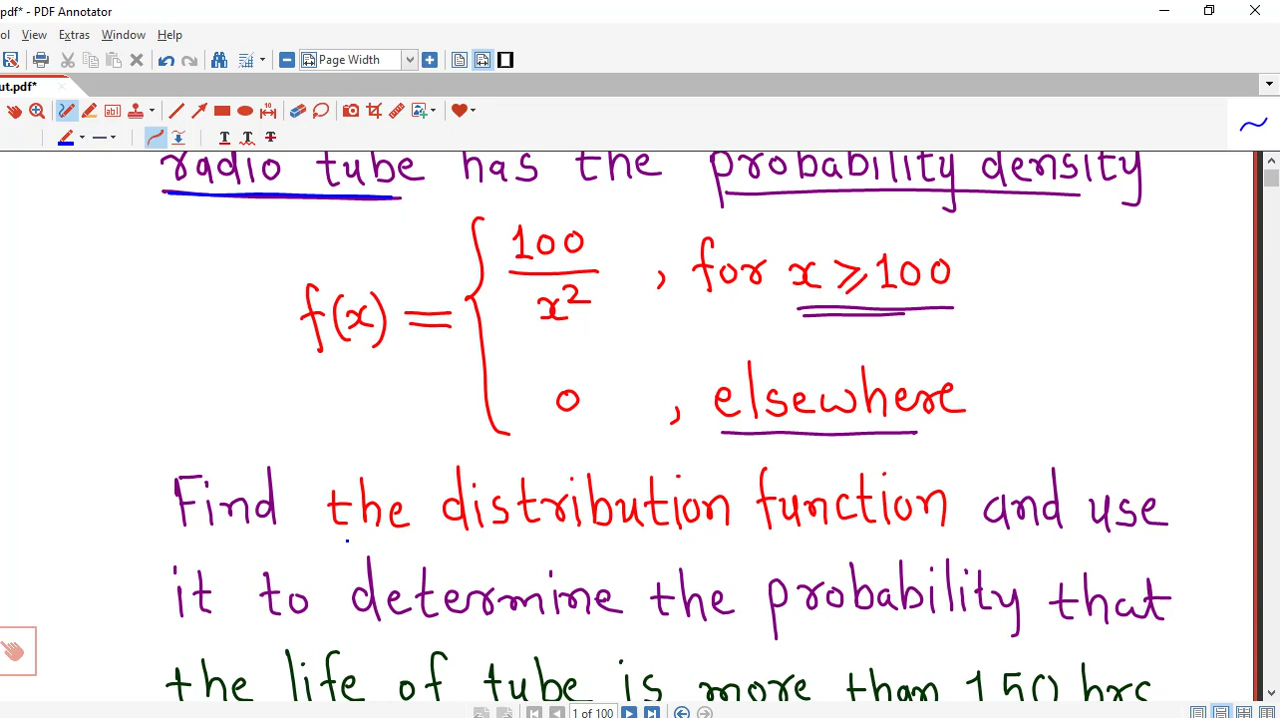 .pdf* - PDF Annotator
ol View Extras Window Help
Page Width
ut.pdf*
radio tube has the probability density
f(x) = { 100/x² , for x ⩾ 100
0 , elsewhere
Find the distribution function and use
it to determine the probability that
the life of tube is more than 150 hrs
1 of 100